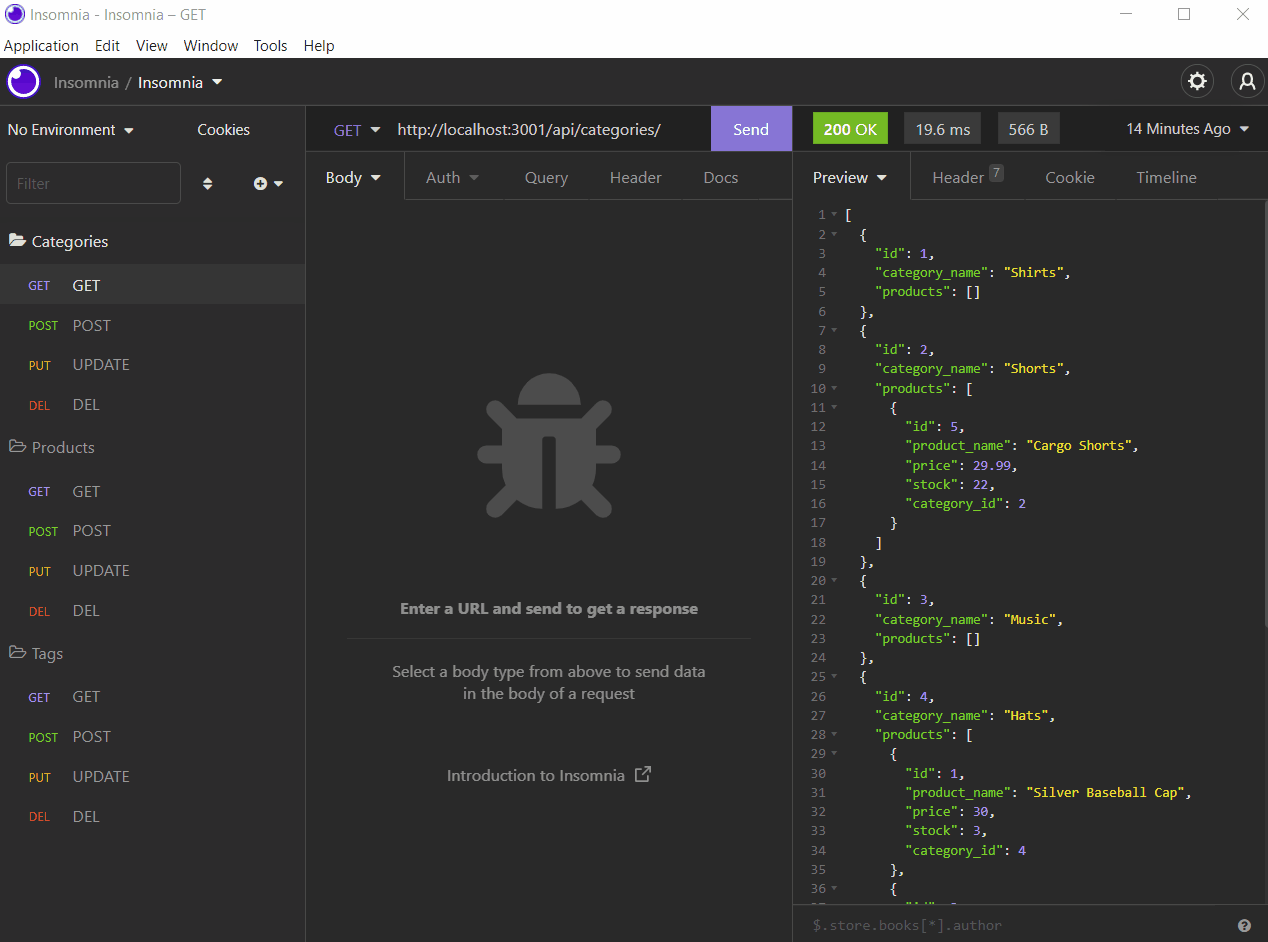 Insomnia - Insomnia – GET
Application Edit View Window Tools Help
Insomnia / Insomnia
No Environment Cookies
Filter
Categories
GET GET
POST POST
PUT UPDATE
DEL DEL
Products
GET GET
POST POST
PUT UPDATE
DEL DEL
Tags
GET GET
POST POST
PUT UPDATE
DEL DEL
GET http://localhost:3001/api/categories/ Send
Body Auth Query Header Docs
Enter a URL and send to get a response
Select a body type from above to send data
in the body of a request
Introduction to Insomnia
200 OK 19.6 ms 566 B 14 Minutes Ago
Preview Header 7 Cookie Timeline
1 [
2 {
3 "id": 1,
4 "category_name": "Shirts",
5 "products": []
6 },
7 {
8 "id": 2,
9 "category_name": "Shorts",
10 "products": [
11 {
12 "id": 5,
13 "product_name": "Cargo Shorts",
14 "price": 29.99,
15 "stock": 22,
16 "category_id": 2
17 }
18 ]
19 },
20 {
21 "id": 3,
22 "category_name": "Music",
23 "products": []
24 },
25 {
26 "id": 4,
27 "category_name": "Hats",
28 "products": [
29 {
30 "id": 1,
31 "product_name": "Silver Baseball Cap",
32 "price": 30,
33 "stock": 3,
34 "category_id": 4
35 },
36 {
$.store.books[*].author